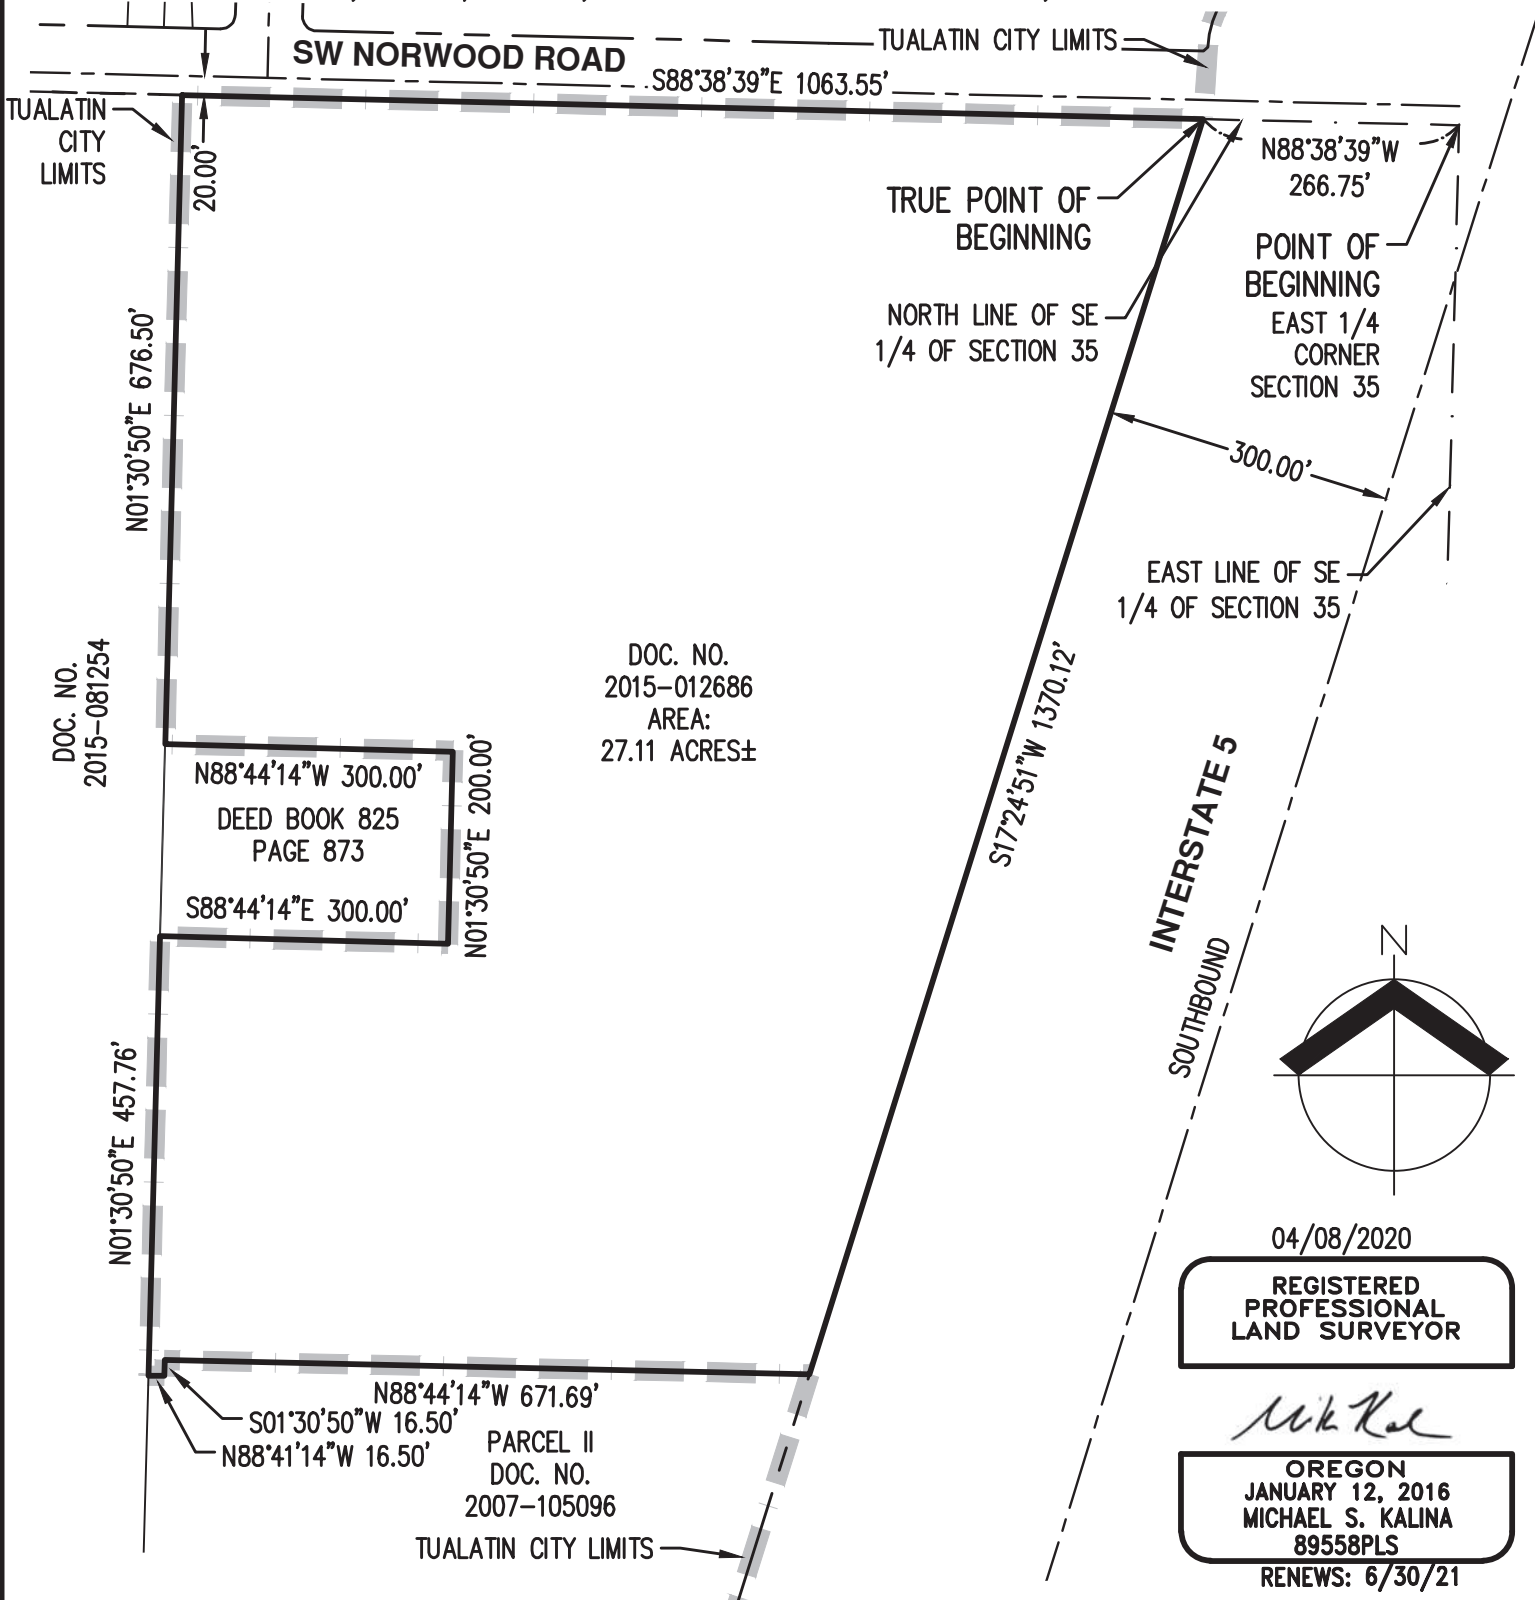 TUALATIN CITY LIMITS
SW NORWOOD ROAD
S88°38'39"E 1063.55'
TUALATIN
CITY
LIMITS
20.00'
N88°38'39"W
266.75'
TRUE POINT OF
BEGINNING
POINT OF
BEGINNING
EAST 1/4
CORNER
SECTION 35
NORTH LINE OF SE
1/4 OF SECTION 35
N01°30'50"E 676.50'
300.00'
EAST LINE OF SE
1/4 OF SECTION 35
DOC. NO.
2015-081254
DOC. NO.
2015-012686
AREA:
27.11 ACRES±
S17°24'51"W 1370.12'
INTERSTATE 5
SOUTHBOUND
N88°44'14"W 300.00'
DEED BOOK 825
PAGE 873
S88°44'14"E 300.00'
N01°30'50"E 200.00'
N
N01°30'50"E 457.76'
N88°44'14"W 671.69'
S01°30'50"W 16.50'
N88°41'14"W 16.50'
PARCEL II
DOC. NO.
2007-105096
TUALATIN CITY LIMITS
04/08/2020
REGISTERED
PROFESSIONAL
LAND SURVEYOR
OREGON
JANUARY 12, 2016
MICHAEL S. KALINA
89558PLS
RENEWS: 6/30/21